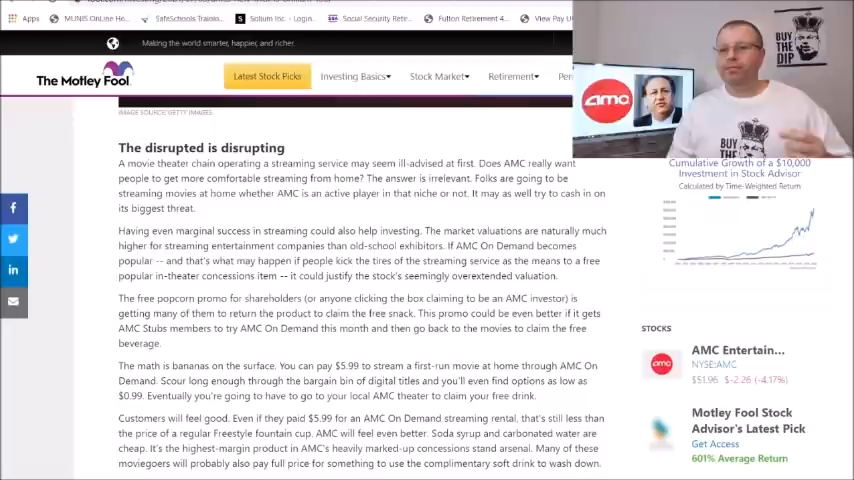 Apps
MUNIS OnLine Ho...
SafeSchools Trainin...
Solium Inc. - Login...
Social Security Retir...
Fulton Retirement 4...
View Pay U
Making the world smarter, happier, and richer.
The Motley Fool
Latest Stock Picks
Investing Basics
Stock Market
Retirement
Per
IMAGE SOURCE: GETTY IMAGES.
The disrupted is disrupting
A movie theater chain operating a streaming service may seem ill-advised at first. Does AMC really want
people to get more comfortable streaming from home? The answer is irrelevant. Folks are going to be
streaming movies at home whether AMC is an active player in that niche or not. It may as well try to cash in on
its biggest threat.
Having even marginal success in streaming could also help investing. The market valuations are naturally much
higher for streaming entertainment companies than old-school exhibitors. If AMC On Demand becomes
popular -- and that's what may happen if people kick the tires of the streaming service as the means to a free
popular in-theater concessions item -- it could justify the stock's seemingly overextended valuation.
The free popcorn promo for shareholders (or anyone clicking the box claiming to be an AMC investor) is
getting many of them to return the product to claim the free snack. This promo could be even better if it gets
AMC Stubs members to try AMC On Demand this month and then go back to the movies to claim the free
beverage.
The math is bananas on the surface. You can pay $5.99 to stream a first-run movie at home through AMC On
Demand. Scour long enough through the bargain bin of digital titles and you'll even find options as low as
$0.99. Eventually you're going to have to go to your local AMC theater to claim your free drink.
Customers will feel good. Even if they paid $5.99 for an AMC On Demand streaming rental, that's still less than
the price of a regular Freestyle fountain cup. AMC will feel even better. Soda syrup and carbonated water are
cheap. It's the highest-margin product in AMC's heavily marked-up concessions stand arsenal. Many of these
moviegoers will probably also pay full price for something to use the complimentary soft drink to wash down.
amc
BUY
THE
DIP
BUY
THE
Cumulative Growth of a $10,000
Investment in Stock Advisor
Calculated by Time-Weighted Return
STOCKS
amc
AMC Entertain...
NYSE:AMC
$51.96 $-2.26 (-4.17%)
Motley Fool Stock
Advisor's Latest Pick
Get Access
601% Average Return